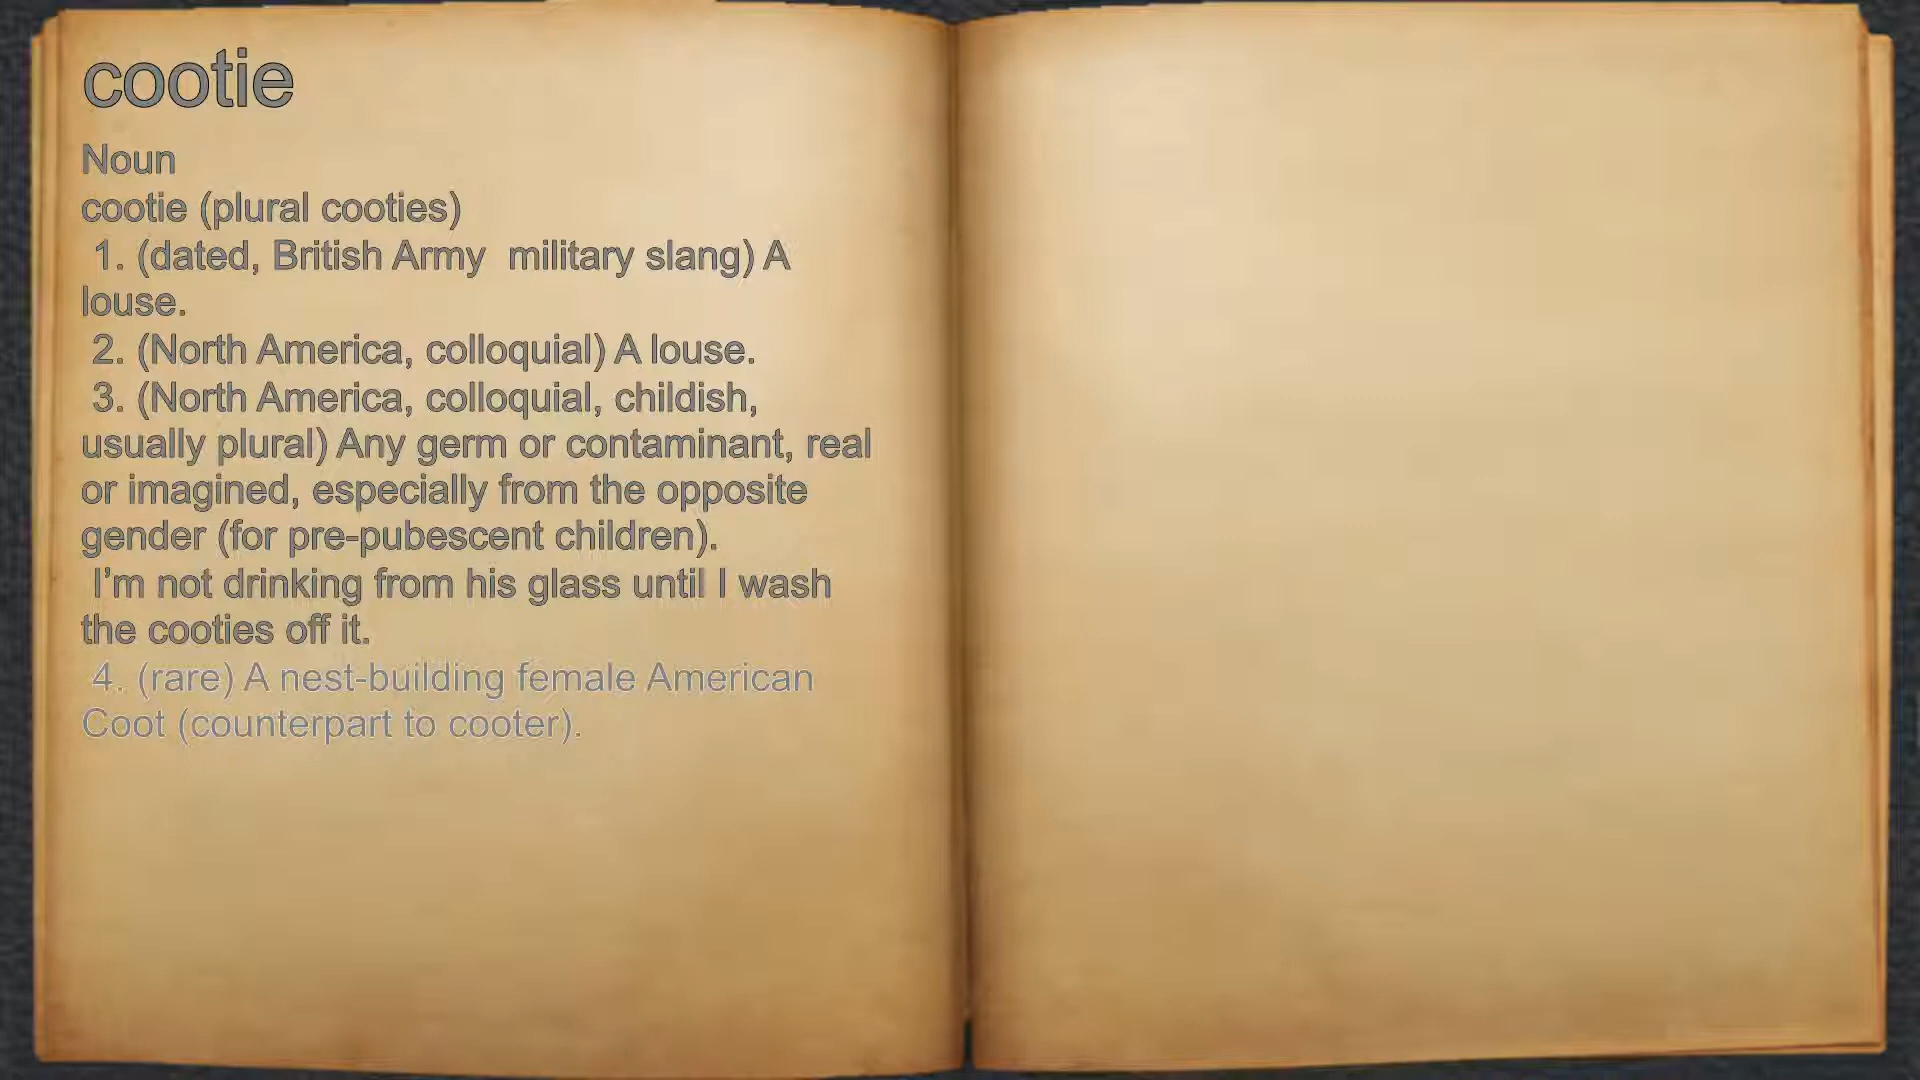 cootie
Noun
cootie (plural cooties)
1. (dated, British Army  military slang) A
louse.
2. (North America, colloquial) A louse.
3. (North America, colloquial, childish,
usually plural) Any germ or contaminant, real
or imagined, especially from the opposite
gender (for pre-pubescent children).
I’m not drinking from his glass until I wash
the cooties off it.
4. (rare) A nest-building female American
Coot (counterpart to cooter).